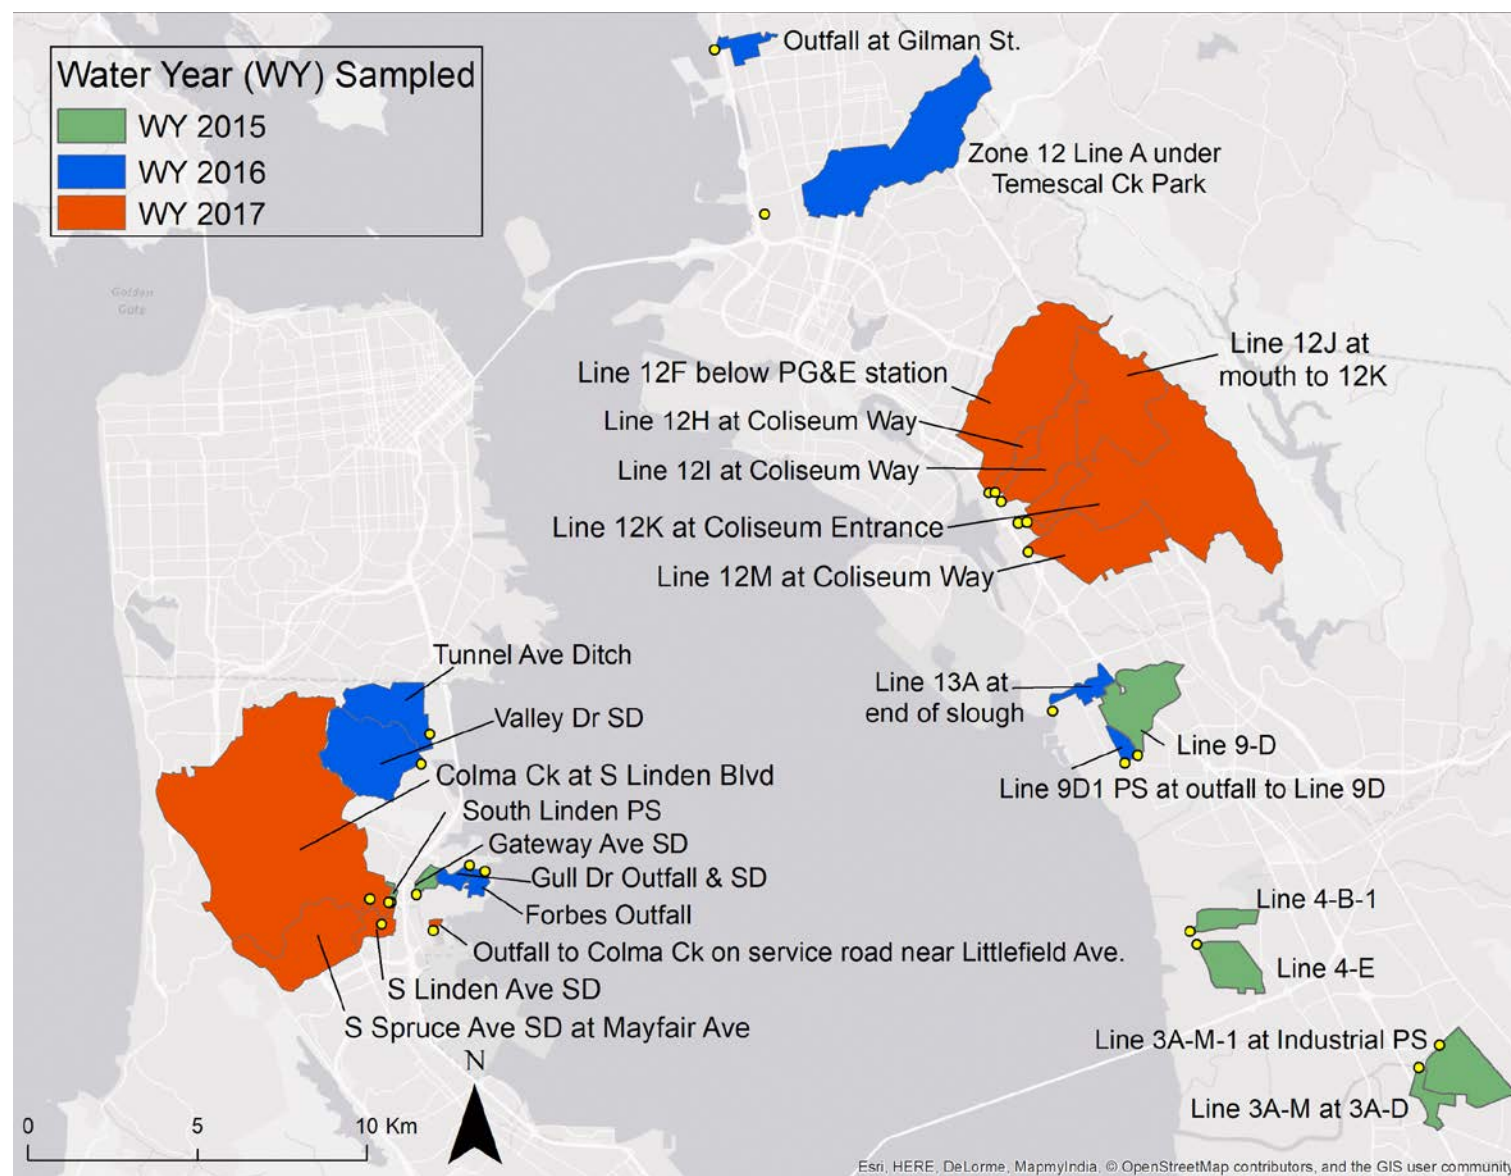 Water Year (WY) Sampled
WY 2015
WY 2016
WY 2017
Outfall at Gilman St.
Zone 12 Line A under
Temescal Ck Park
Golden
Gate
Line 12J at
mouth to 12K
Line 12F below PG&E station
Line 12H at Coliseum Way
Line 12I at Coliseum Way
Line 12K at Coliseum Entrance
Line 12M at Coliseum Way
Tunnel Ave Ditch
Valley Dr SD
Colma Ck at S Linden Blvd
South Linden PS
Gateway Ave SD
Gull Dr Outfall & SD
Forbes Outfall
Outfall to Colma Ck on service road near Littlefield Ave.
S Linden Ave SD
S Spruce Ave SD at Mayfair Ave
Line 13A at
end of slough
Line 9-D
Line 9D1 PS at outfall to Line 9D
Line 4-B-1
Line 4-E
Line 3A-M-1 at Industrial PS
Line 3A-M at 3A-D
N
0 5 10 Km
Esri, HERE, DeLorme, MapmyIndia, © OpenStreetMap contributors, and the GIS user community